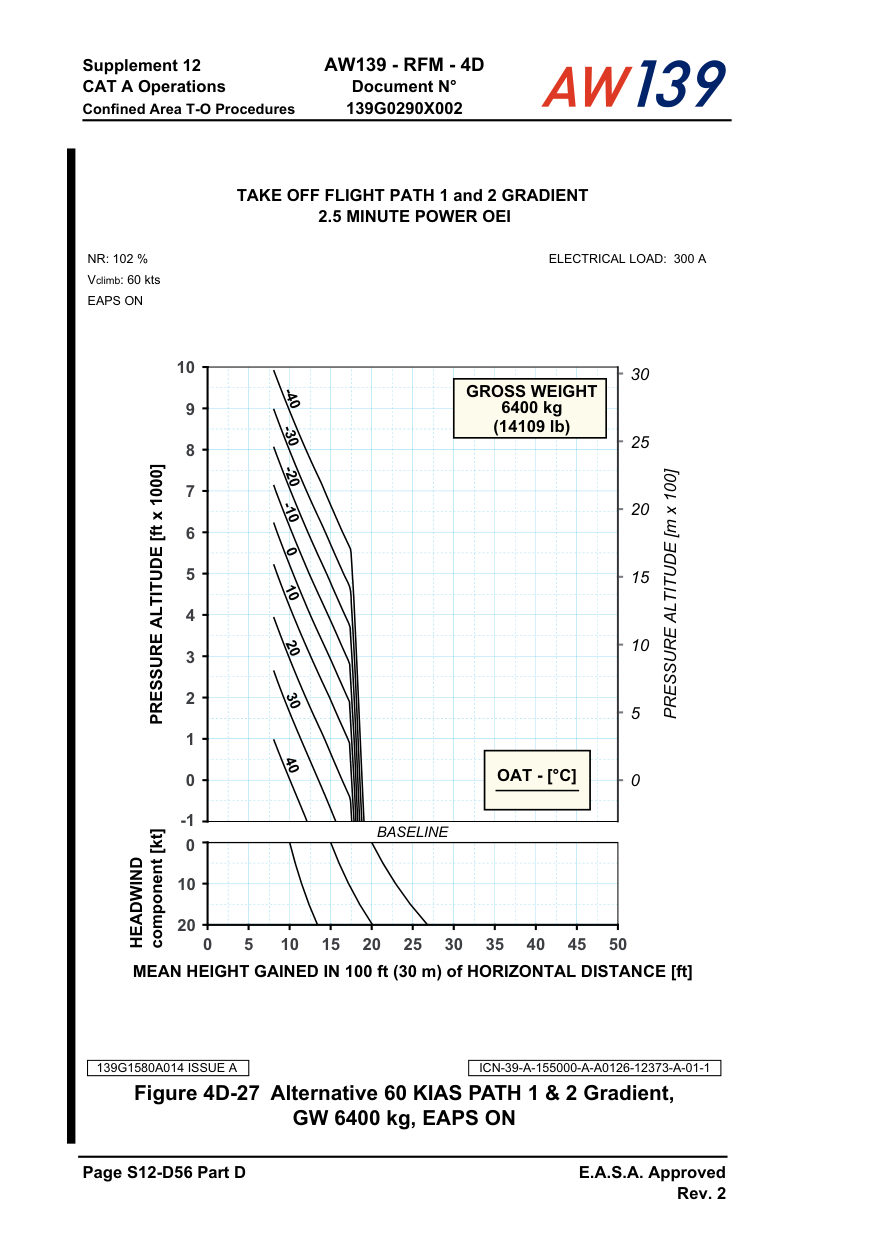 Supplement 12
CAT A Operations
Confined Area T-O Procedures
AW139 - RFM - 4D
Document N°
139G0290X002
AW139
TAKE OFF FLIGHT PATH 1 and 2 GRADIENT
2.5 MINUTE POWER OEI
NR: 102 %
Vclimb: 60 kts
EAPS ON
ELECTRICAL LOAD: 300 A
PRESSURE ALTITUDE [ft x 1000]
10
9
8
7
6
5
4
3
2
1
0
-1
-40
-30
-20
-10
0
10
20
30
40
GROSS WEIGHT
6400 kg
(14109 lb)
OAT - [°C]
30
25
20
15
10
5
0
PRESSURE ALTITUDE [m x 100]
BASELINE
HEADWIND
component [kt]
0
10
20
0 5 10 15 20 25 30 35 40 45 50
MEAN HEIGHT GAINED IN 100 ft (30 m) of HORIZONTAL DISTANCE [ft]
139G1580A014 ISSUE A
ICN-39-A-155000-A-A0126-12373-A-01-1
Figure 4D-27 Alternative 60 KIAS PATH 1 & 2 Gradient,
GW 6400 kg, EAPS ON
Page S12-D56 Part D
E.A.S.A. Approved
Rev. 2